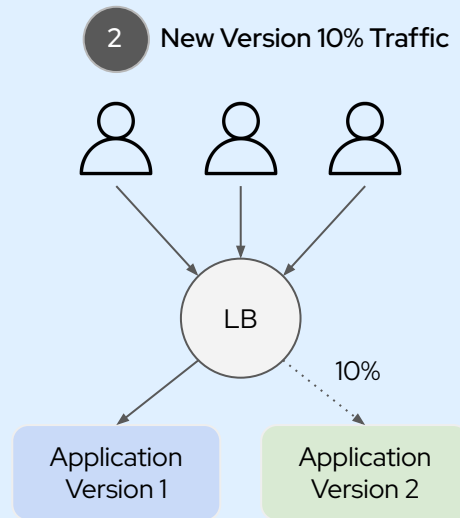 2 New Version 10% Traffic
LB
10%
Application
Version 1
Application
Version 2